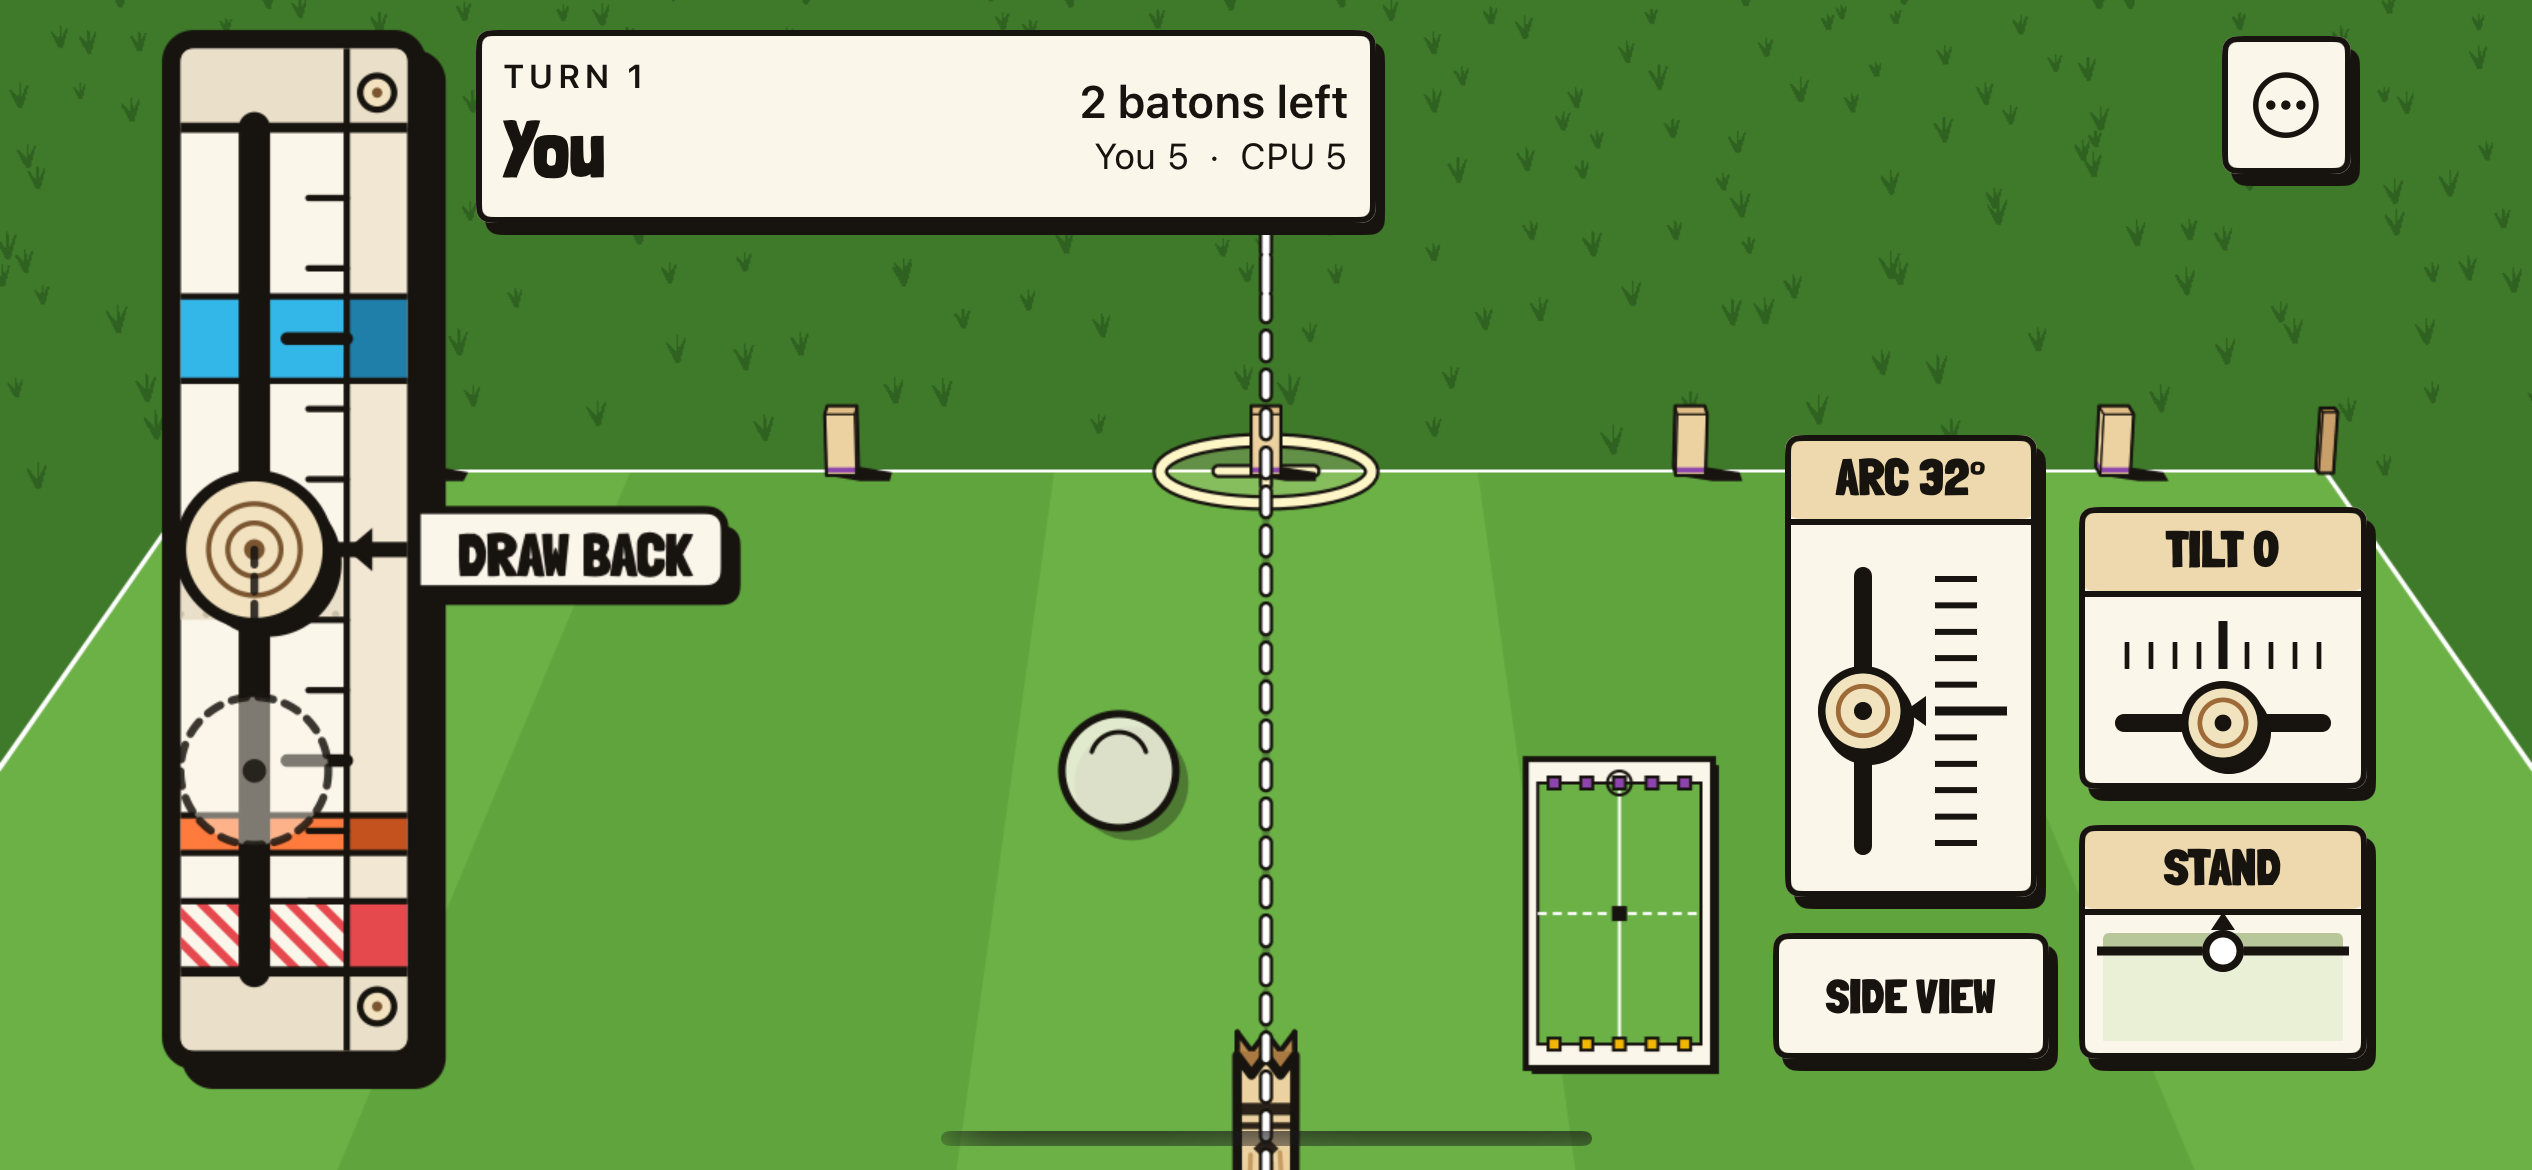 TURN 1
You
2 batons left
You 5 · CPU 5
DRAW BACK
ARC 32°
TILT 0
STAND
SIDE VIEW